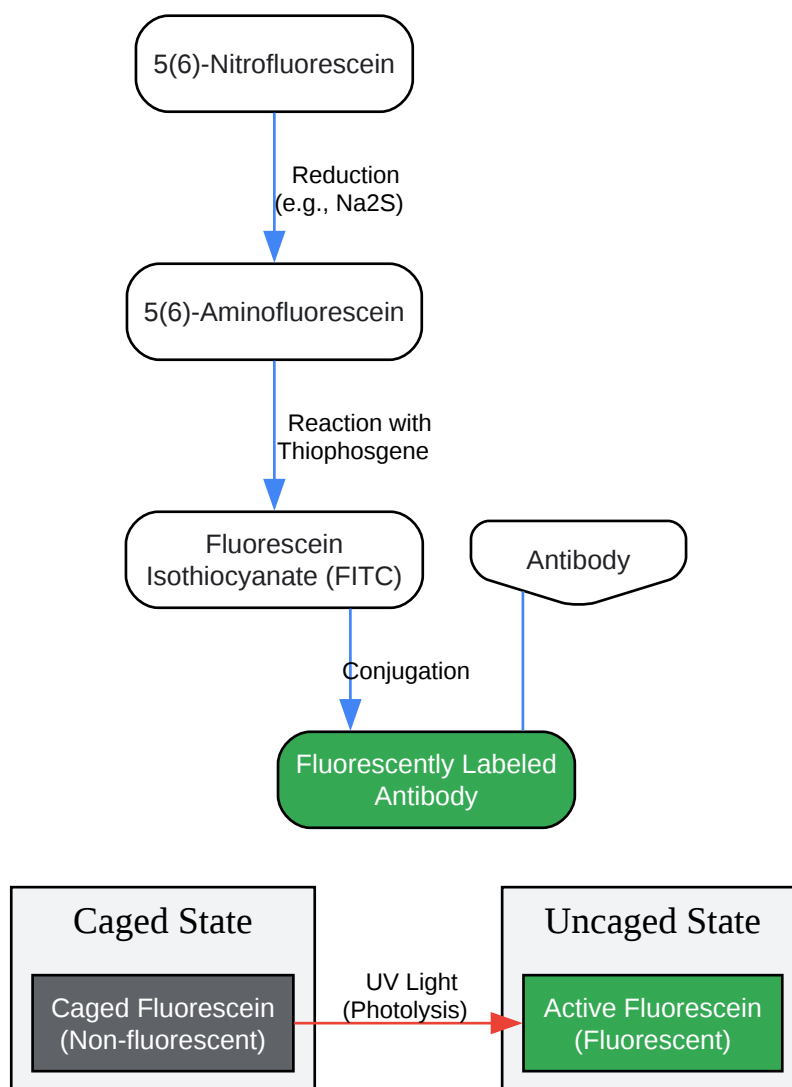 5(6)-Nitrofluorescein
Reduction
(e.g., Na2S)
5(6)-Aminofluorescein
Reaction with
Thiophosgene
Fluorescein
Isothiocyanate (FITC)
Antibody
Conjugation
Fluorescently Labeled
Antibody
Caged State
Caged Fluorescein
(Non-fluorescent)
UV Light
(Photolysis)
Uncaged State
Active Fluorescein
(Fluorescent)